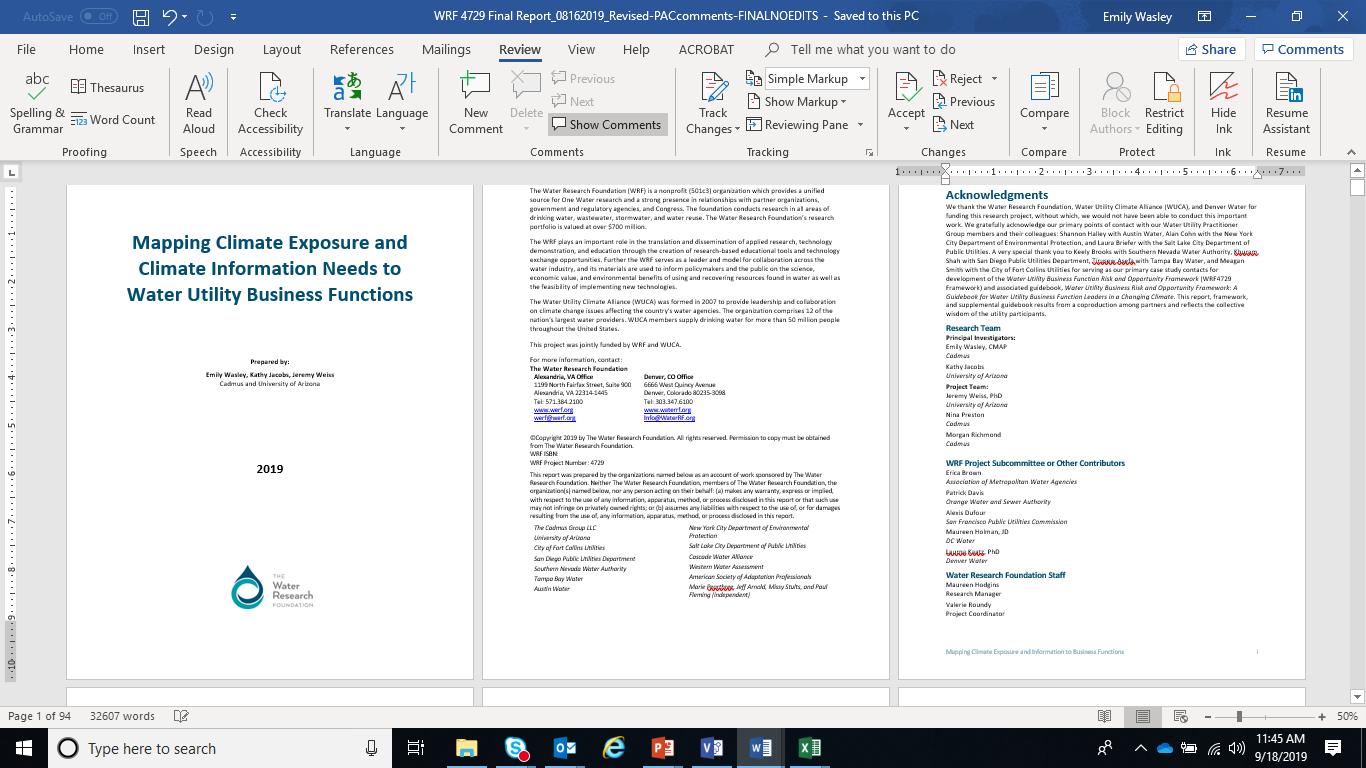 AutoSave Off
WRF 4729 Final Report_08162019_Revised-PACcomments-FINALNOEDITS - Saved to this PC
Emily Wasley
File Home Insert Design Layout References Mailings Review View Help ACROBAT Tell me what you want to do
Share Comments
abc
Spelling & Grammar
Thesaurus
Word Count
Proofing
Read Aloud
Speech
Check Accessibility
Accessibility
Translate
Language
Language
New Comment
Delete
Previous
Next
Show Comments
Comments
Track Changes
Simple Markup
Show Markup
Reviewing Pane
Tracking
Accept
Reject
Previous
Next
Changes
Compare
Compare
Block Authors
Restrict Editing
Protect
Hide Ink
Ink
Resume Assistant
Resume
Mapping Climate Exposure and
Climate Information Needs to
Water Utility Business Functions
Prepared by:
Emily Wasley, Kathy Jacobs, Jeremy Weiss
Cadmus and University of Arizona
2019
THE
Water
Research
FOUNDATION
The Water Research Foundation (WRF) is a nonprofit (501c3) organization which provides a unified
source for One Water research and a strong presence in relationships with partner organizations,
government and regulatory agencies, and Congress. The foundation conducts research in all areas of
drinking water, wastewater, stormwater, and water reuse. The Water Research Foundation's research
portfolio is valued at over $700 million.
The WRF plays an important role in the translation and dissemination of applied research, technology
demonstration, and education through the creation of research-based educational tools and technology
exchange opportunities. Further the WRF serves as a leader and model for collaboration across the
water industry, and its materials are used to inform policymakers and the public on the science,
economic value, and environmental benefits of using and recovering resources found in water as well as
the feasibility of implementing new technologies.
The Water Utility Climate Alliance (WUCA) was formed in 2007 to provide leadership and collaboration
on climate change issues affecting the country's water agencies. The organization comprises 12 of the
nation's largest water providers. WUCA members supply drinking water for more than 50 million people
throughout the United States.
This project was jointly funded by WRF and WUCA.
For more information, contact:
The Water Research Foundation
Alexandria, VA Office
1199 North Fairfax Street, Suite 900
Alexandria, VA 22314-1445
Tel: 571.384.2100
www.werf.org
werf@werf.org
Denver, CO Office
6666 West Quincy Avenue
Denver, Colorado 80235-3098
Tel: 303.347.6100
www.waterrf.org
Info@WaterRF.org
©Copyright 2019 by The Water Research Foundation. All rights reserved. Permission to copy must be obtained
from The Water Research Foundation.
WRF ISBN:
WRF Project Number: 4729
This report was prepared by the organizations named below as an account of work sponsored by The Water
Research Foundation. Neither The Water Research Foundation, members of The Water Research Foundation, the
organization(s) named below, nor any person acting on their behalf: (a) makes any warranty, express or implied,
with respect to the use of any information, apparatus, method, or process disclosed in this report or that such use
may not infringe on privately owned rights; or (b) assumes any liabilities with respect to the use of, or for damages
resulting from the use of, any information, apparatus, method, or process disclosed in this report.
The Cadmus Group LLC
University of Arizona
City of Fort Collins Utilities
San Diego Public Utilities Department
Southern Nevada Water Authority
Tampa Bay Water
Austin Water
New York City Department of Environmental
Protection
Salt Lake City Department of Public Utilities
Cascade Water Alliance
Western Water Assessment
American Society of Adaptation Professionals
Marie Pearthree, Jeff Arnold, Missy Stults, and Paul
Fleming (independent)
Acknowledgments
We thank the Water Research Foundation, Water Utility Climate Alliance (WUCA), and Denver Water for
funding this research project, without which, we would not have been able to conduct this important
work. We gratefully acknowledge our primary points of contact with our Water Utility Practitioner
Group members and their colleagues: Shannon Halley with Austin Water, Alan Cohn with the New York
City Department of Environmental Protection, and Laura Briefer with the Salt Lake City Department of
Public Utilities. A very special thank you to Keely Brooks with Southern Nevada Water Authority, Khuram
Shah with San Diego Public Utilities Department, Tirusew Asefa with Tampa Bay Water, and Meagan
Smith with the City of Fort Collins Utilities for serving as our primary case study contacts for
development of the Water Utility Business Function Risk and Opportunity Framework (WRF4729
Framework) and associated guidebook, Water Utility Business Risk and Opportunity Framework: A
Guidebook for Water Utility Business Function Leaders in a Changing Climate. This report, framework,
and supplemental guidebook results from a coproduction among partners and reflects the collective
wisdom of the utility participants.
Research Team
Principal Investigators:
Emily Wasley, CMAP
Cadmus
Kathy Jacobs
University of Arizona
Project Team:
Jeremy Weiss, PhD
University of Arizona
Nina Preston
Cadmus
Morgan Richmond
Cadmus
WRF Project Subcommittee or Other Contributors
Erica Brown
Association of Metropolitan Water Agencies
Patrick Davis
Orange Water and Sewer Authority
Alexis Dufour
San Francisco Public Utilities Commission
Maureen Holman, JD
DC Water
Laurna Kaatz, PhD
Denver Water
Water Research Foundation Staff
Maureen Hodgins
Research Manager
Valerie Roundy
Project Coordinator
Mapping Climate Exposure and Information to Business Functions i
Page 1 of 94 32607 words
50%
Type here to search
11:45 AM
9/18/2019